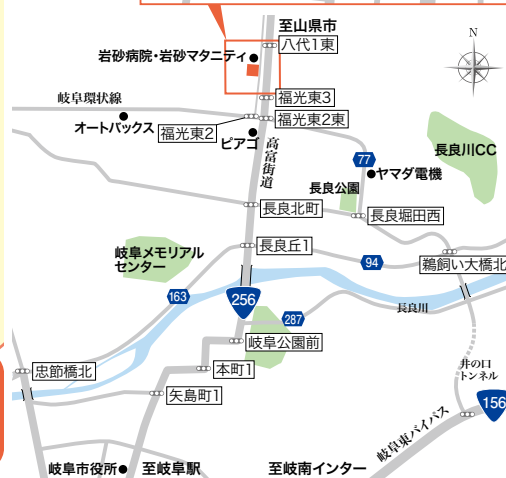 至山県市
八代1東
岩砂病院・岩砂マタニティ
N
岐阜環状線
オートバックス
福光東3
福光東2
福光東2東
ピアゴ
高富街道
77
ヤマダ電機
長良川CC
長良公園
長良北町
長良堀田西
岐阜メモリアル
センター
長良丘1
94
鵜飼い大橋北
163
256
287
長良川
岐阜公園前
忠節橋北
本町1
矢島町1
井の口
トンネル
156
岐阜東バイパス
岐阜市役所
至岐阜駅
至岐南インター